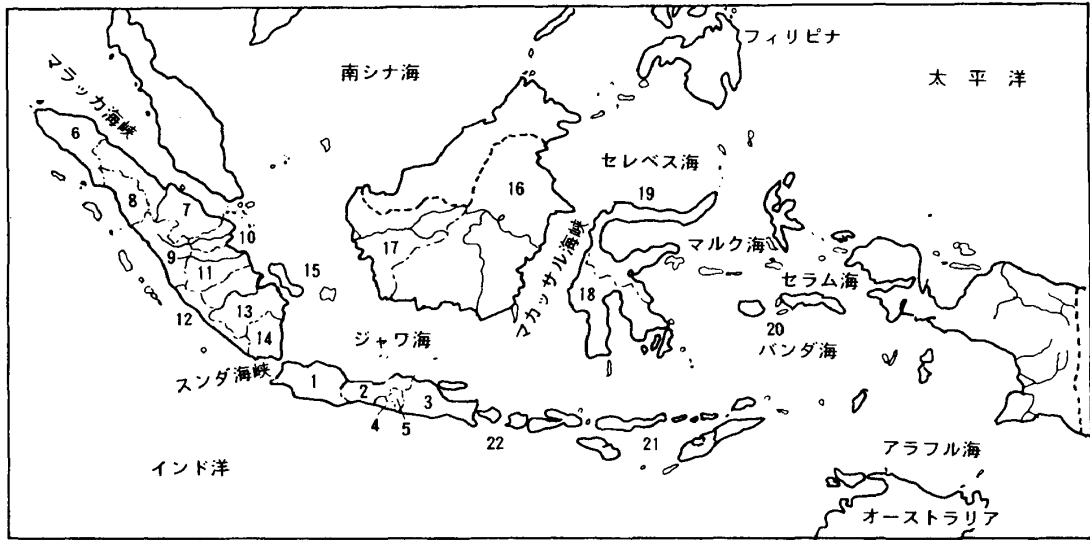 フィリピナ
マラッカ海峡
南シナ海
太平洋
6
セレベス海
8
7
16
19
10
マルク海
9
17
マカッサル海峡
11
15
セラム海
18
12
13
20
14
ジャワ海
バンダ海
スンダ海峡
1
2
3
4
5
22
21
アラフル海
インド洋
オーストラリア